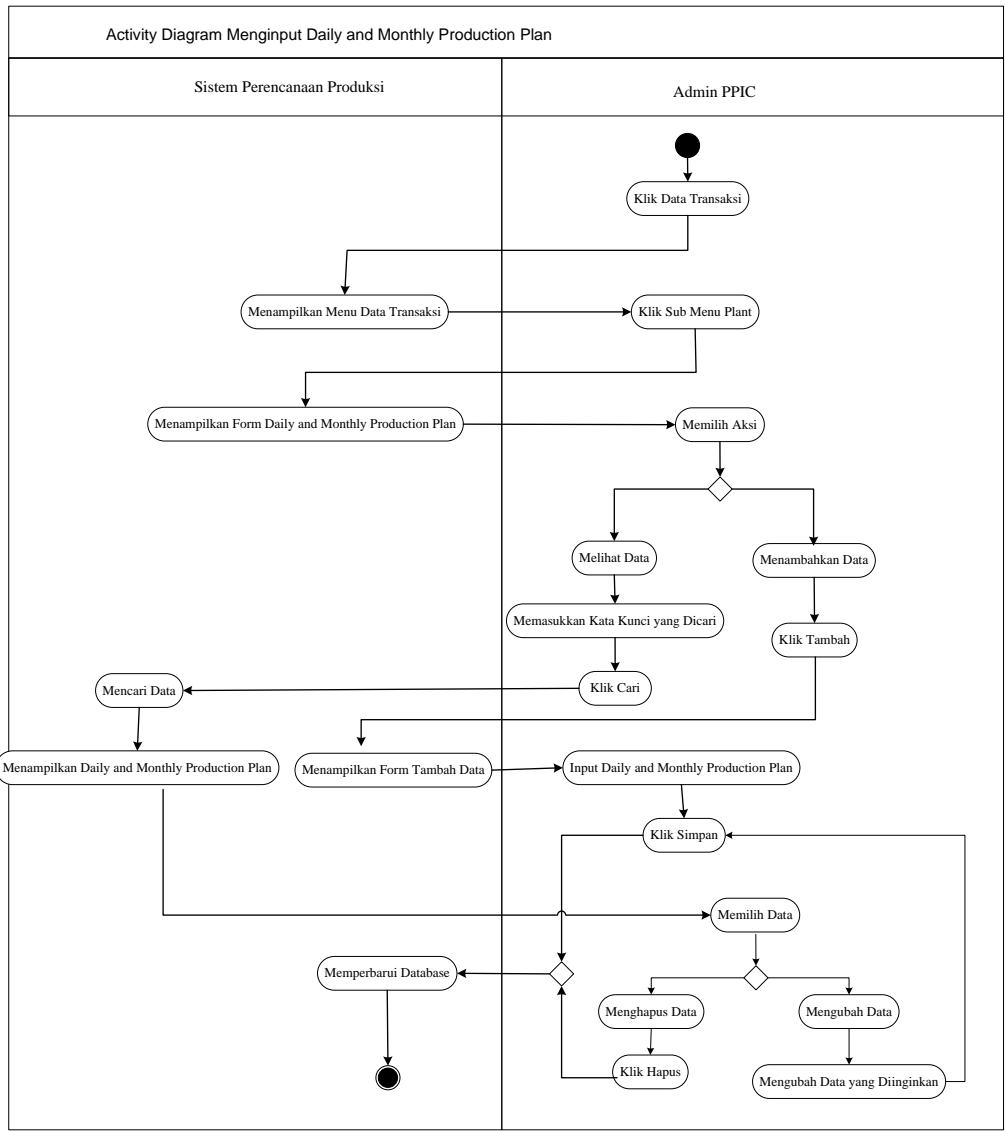 Activity Diagram Menginput Daily and Monthly Production Plan
Sistem Perencanaan Produksi
Admin PPIC
Klik Data Transaksi
Menampilkan Menu Data Transaksi
Klik Sub Menu Plant
Menampilkan Form Daily and Monthly Production Plan
Memilih Aksi
Melihat Data
Menambahkan Data
Memasukkan Kata Kunci yang Dicari
Klik Tambah
Mencari Data
Klik Cari
Menampilkan Daily and Monthly Production Plan
Menampilkan Form Tambah Data
Input Daily and Monthly Production Plan
Klik Simpan
Memilih Data
Memperbarui Database
Menghapus Data
Mengubah Data
Klik Hapus
Mengubah Data yang Diinginkan